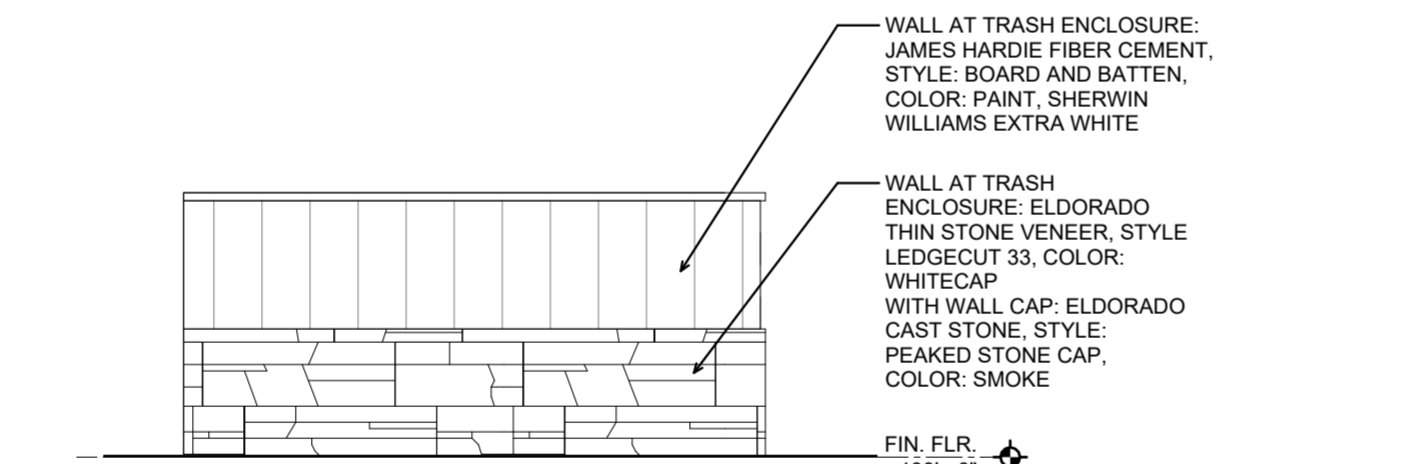 WALL AT TRASH ENCLOSURE:
JAMES HARDIE FIBER CEMENT,
STYLE: BOARD AND BATTEN,
COLOR: PAINT, SHERWIN
WILLIAMS EXTRA WHITE
WALL AT TRASH
ENCLOSURE: ELDORADO
THIN STONE VENEER, STYLE
LEDGECUT 33, COLOR:
WHITECAP
WITH WALL CAP: ELDORADO
CAST STONE, STYLE:
PEAKED STONE CAP,
COLOR: SMOKE
FIN. FLR.